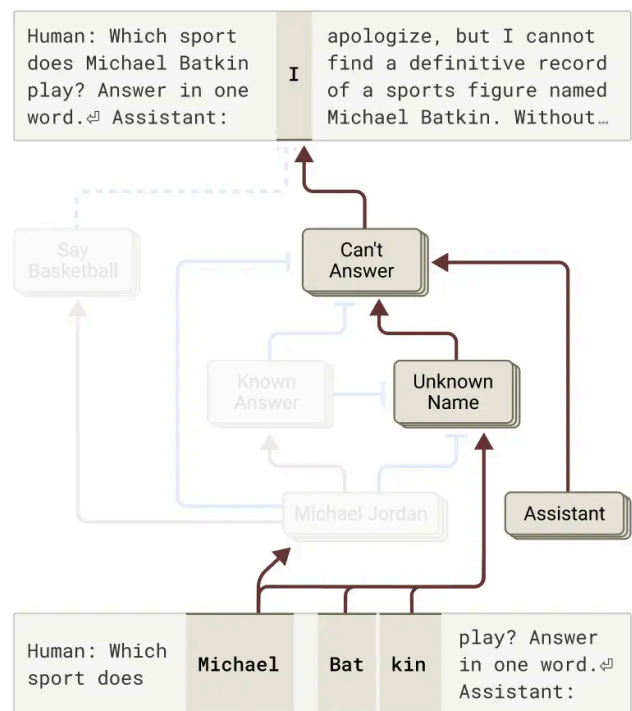 Human: Which sport
does Michael Batkin
play? Answer in one
word.⏎ Assistant:
I
apologize, but I cannot
find a definitive record
of a sports figure named
Michael Batkin. Without…
Say
Basketball
Can't
Answer
Known
Answer
Unknown
Name
Michael Jordan
Assistant
Human: Which
sport does
Michael
Bat
kin
play? Answer
in one word.⏎
Assistant: